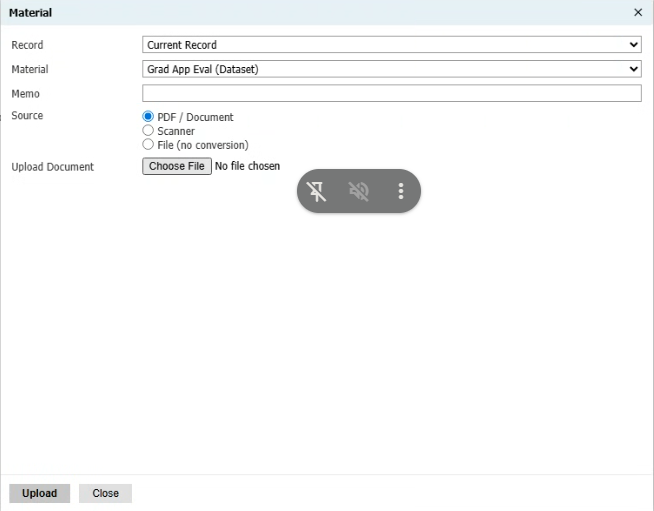 Material
Record Current Record
Material Grad App Eval (Dataset)
Memo
Source PDF / Document
Scanner
File (no conversion)
Upload Document Choose File No file chosen
Upload Close